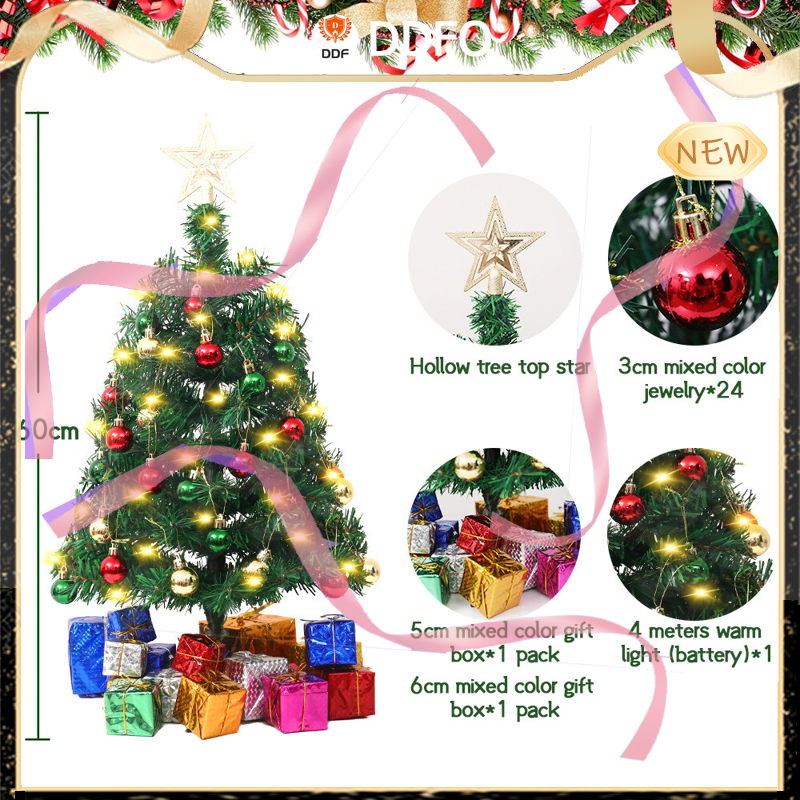 DDF
DDFO
NEW
60cm
Hollow tree top star
3cm mixed color
jewelry*24
5cm mixed color gift
box*1 pack
6cm mixed color gift
box*1 pack
4 meters warm
light (battery)*1